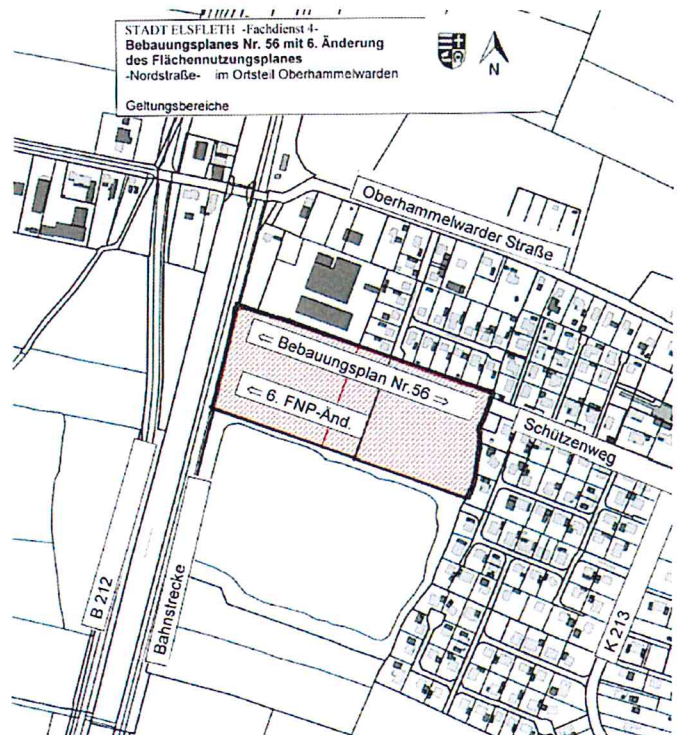 STADT ELSFLETH -Fachdienst 4-
Bebauungsplanes Nr. 56 mit 6. Änderung
des Flächennutzungsplanes
-Nordstraße- im Ortsteil Oberhammelwarden
Geltungsbereiche
N
Oberhammelwarder Straße
⇐ Bebauungsplan Nr.56 ⇒
⇐ 6. FNP-Änd.
Schützenweg
B 212
Bahnstrecke
K 213